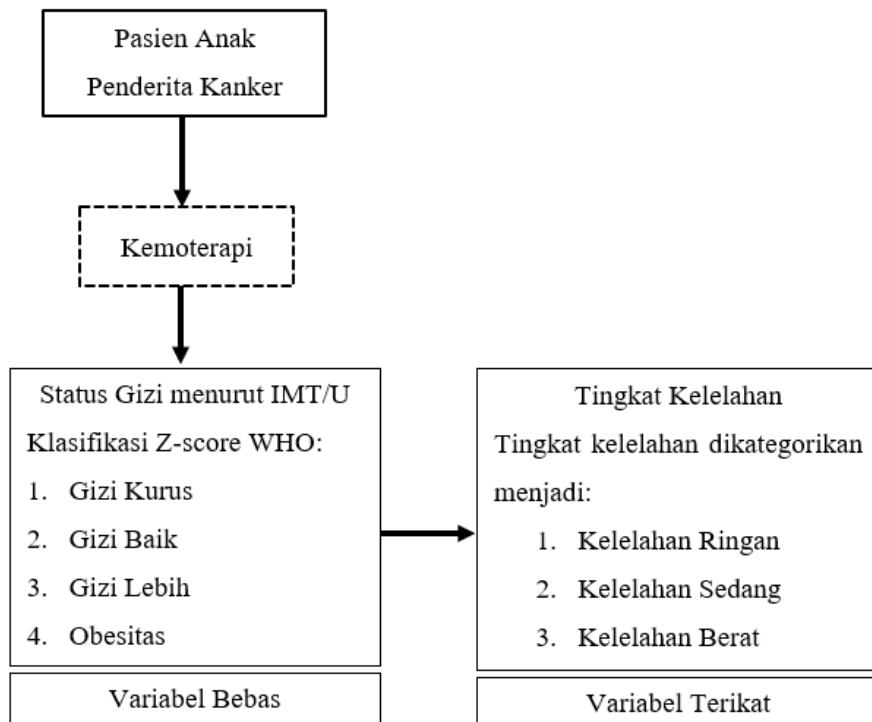 Pasien Anak
Penderita Kanker
Kemoterapi
Status Gizi menurut IMT/U
Klasifikasi Z-score WHO:
1. Gizi Kurus
2. Gizi Baik
3. Gizi Lebih
4. Obesitas
Variabel Bebas
Tingkat Kelelahan
Tingkat kelelahan dikategorikan
menjadi:
1. Kelelahan Ringan
2. Kelelahan Sedang
3. Kelelahan Berat
Variabel Terikat